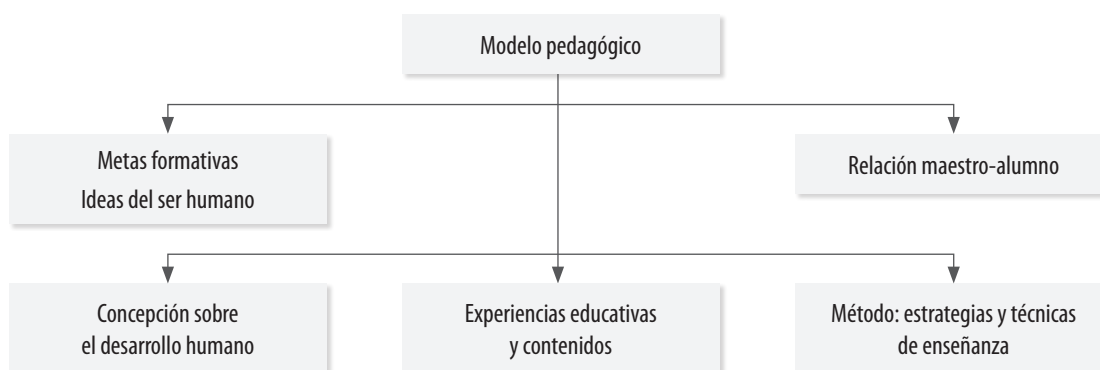 Modelo pedagógico
Metas formativas
Ideas del ser humano
Relación maestro-alumno
Concepción sobre
el desarrollo humano
Experiencias educativas
y contenidos
Método: estrategias y técnicas
de enseñanza